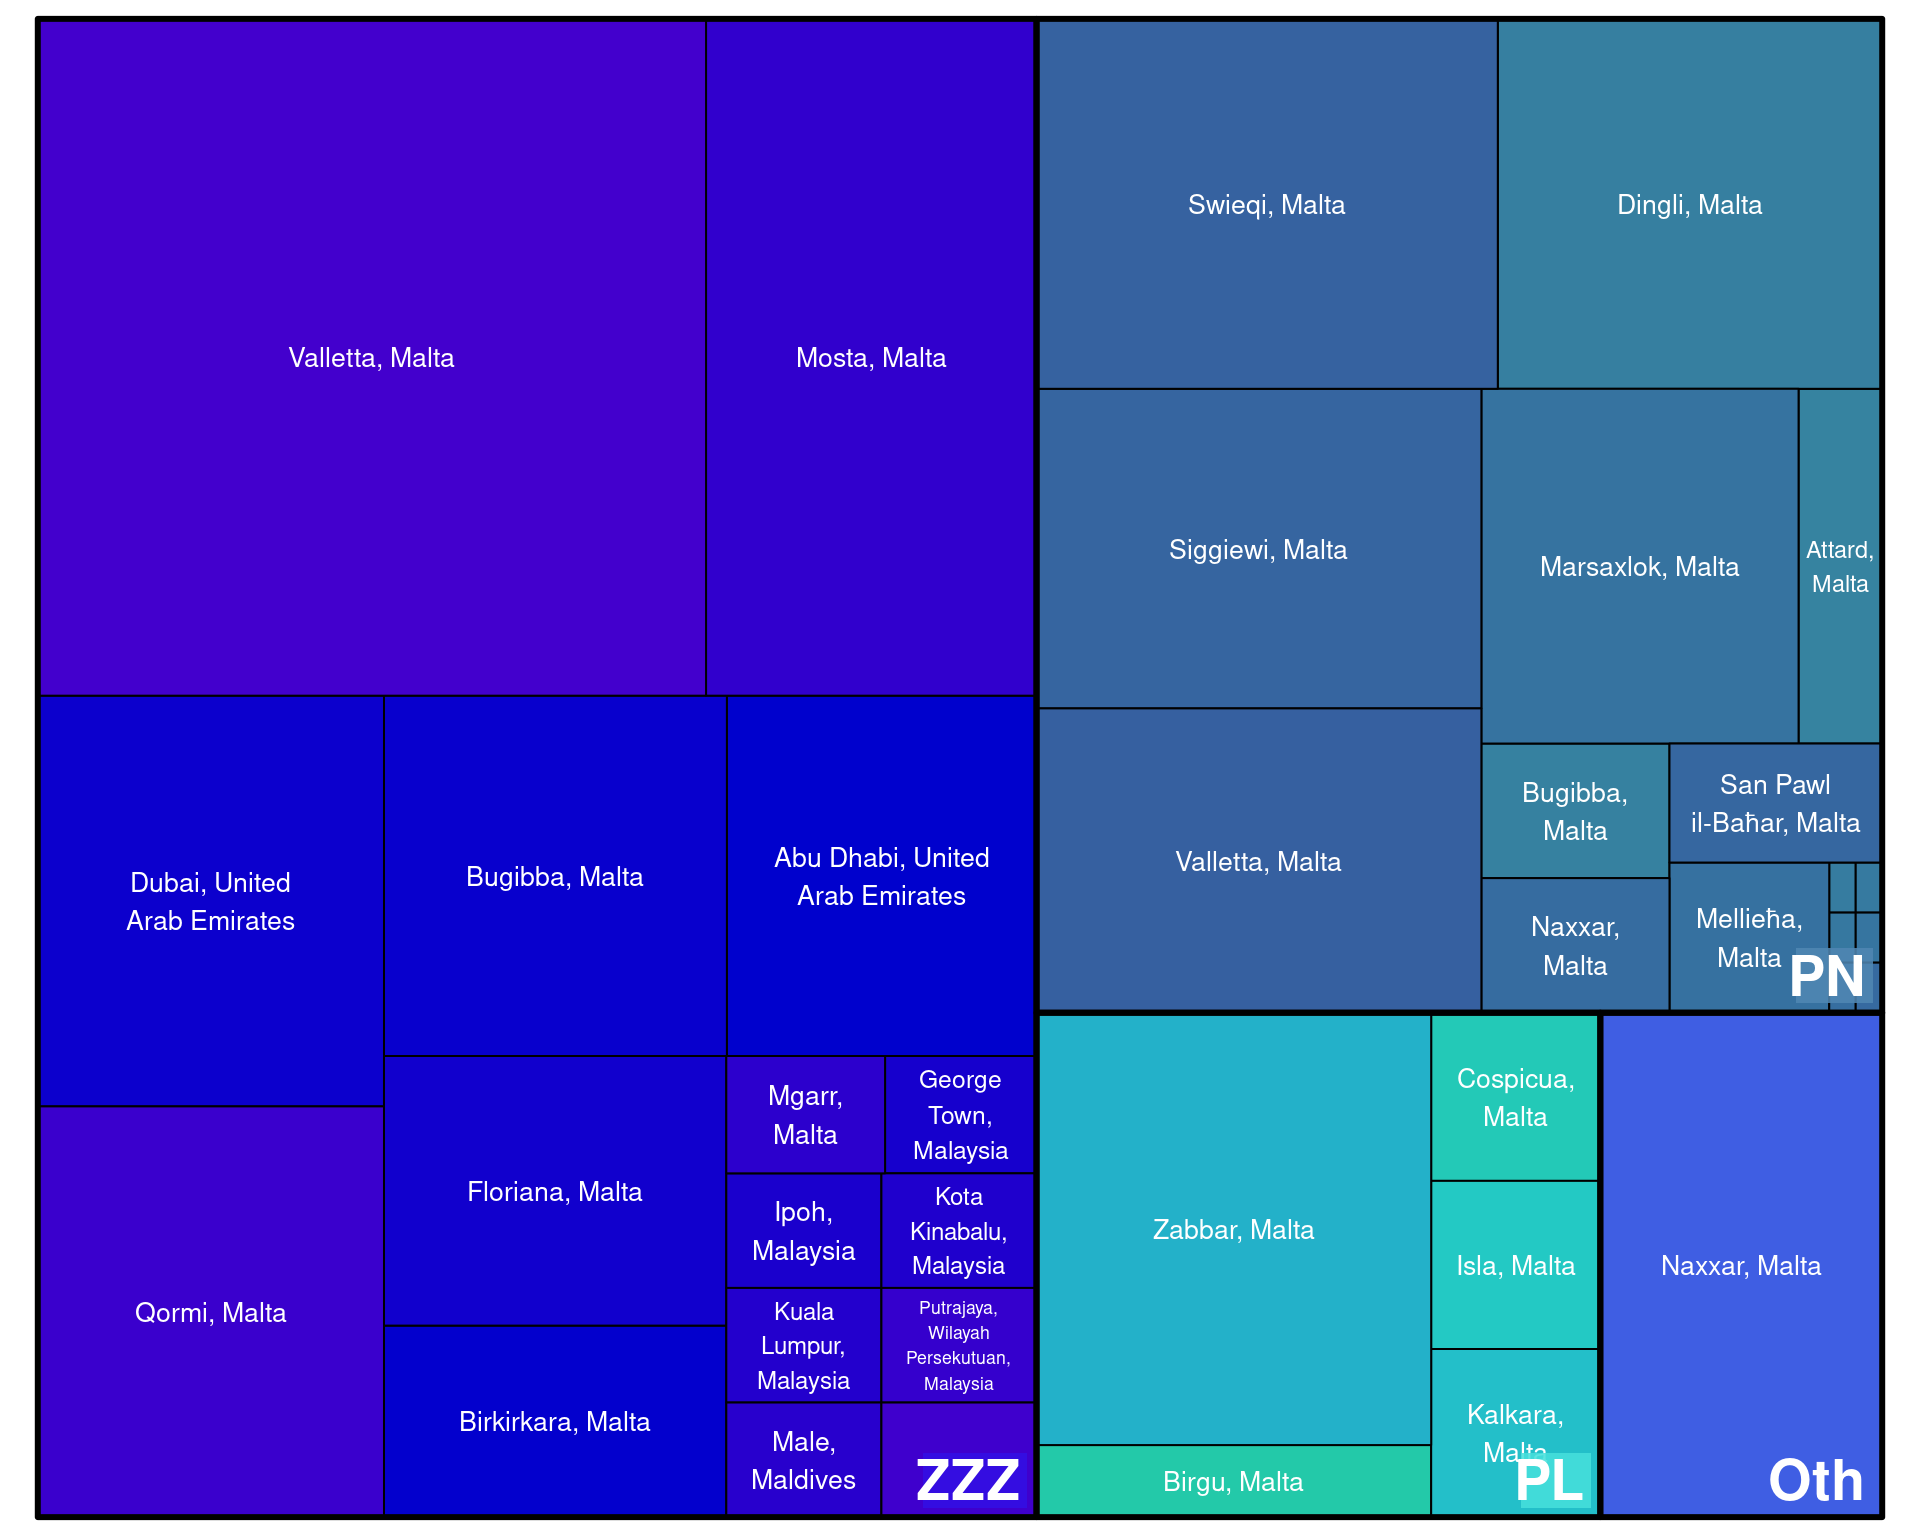 Valletta, Malta
Mosta, Malta
Dubai, United
Arab Emirates
Bugibba, Malta
Abu Dhabi, United
Arab Emirates
Qormi, Malta
Floriana, Malta
Birkirkara, Malta
Mgarr,
Malta
George
Town,
Malaysia
Ipoh,
Malaysia
Kota
Kinabalu,
Malaysia
Kuala
Lumpur,
Malaysia
Putrajaya,
Wilayah
Persekutuan,
Malaysia
Male,
Maldives
ZZZ
Swieqi, Malta
Dingli, Malta
Siggiewi, Malta
Marsaxlok, Malta
Attard,
Malta
Valletta, Malta
Bugibba,
Malta
San Pawl
il-Baħar, Malta
Naxxar,
Malta
Mellieħa,
Malta
PN
Zabbar, Malta
Birgu, Malta
Cospicua,
Malta
Isla, Malta
Kalkara,
Malta
PL
Naxxar, Malta
Oth